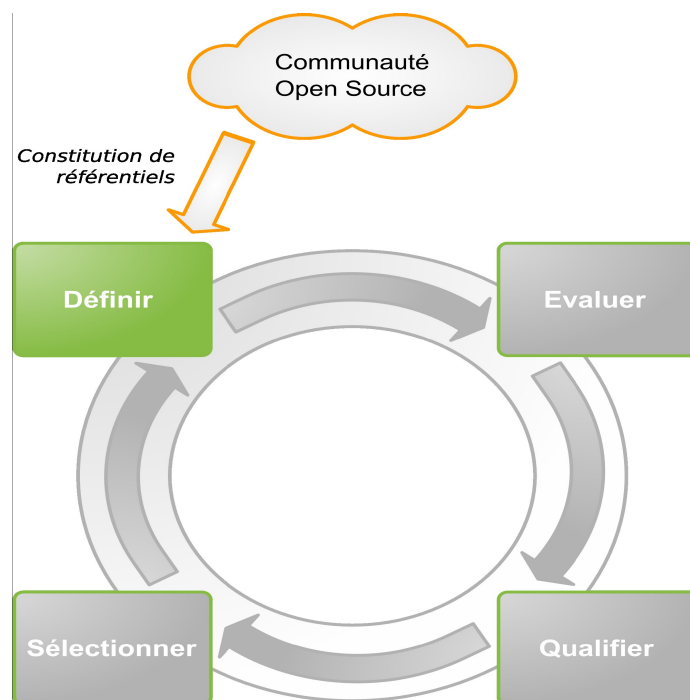 Communauté
Open Source
Constitution de
référentiels
Définir
Evaluer
Sélectionner
Qualifier